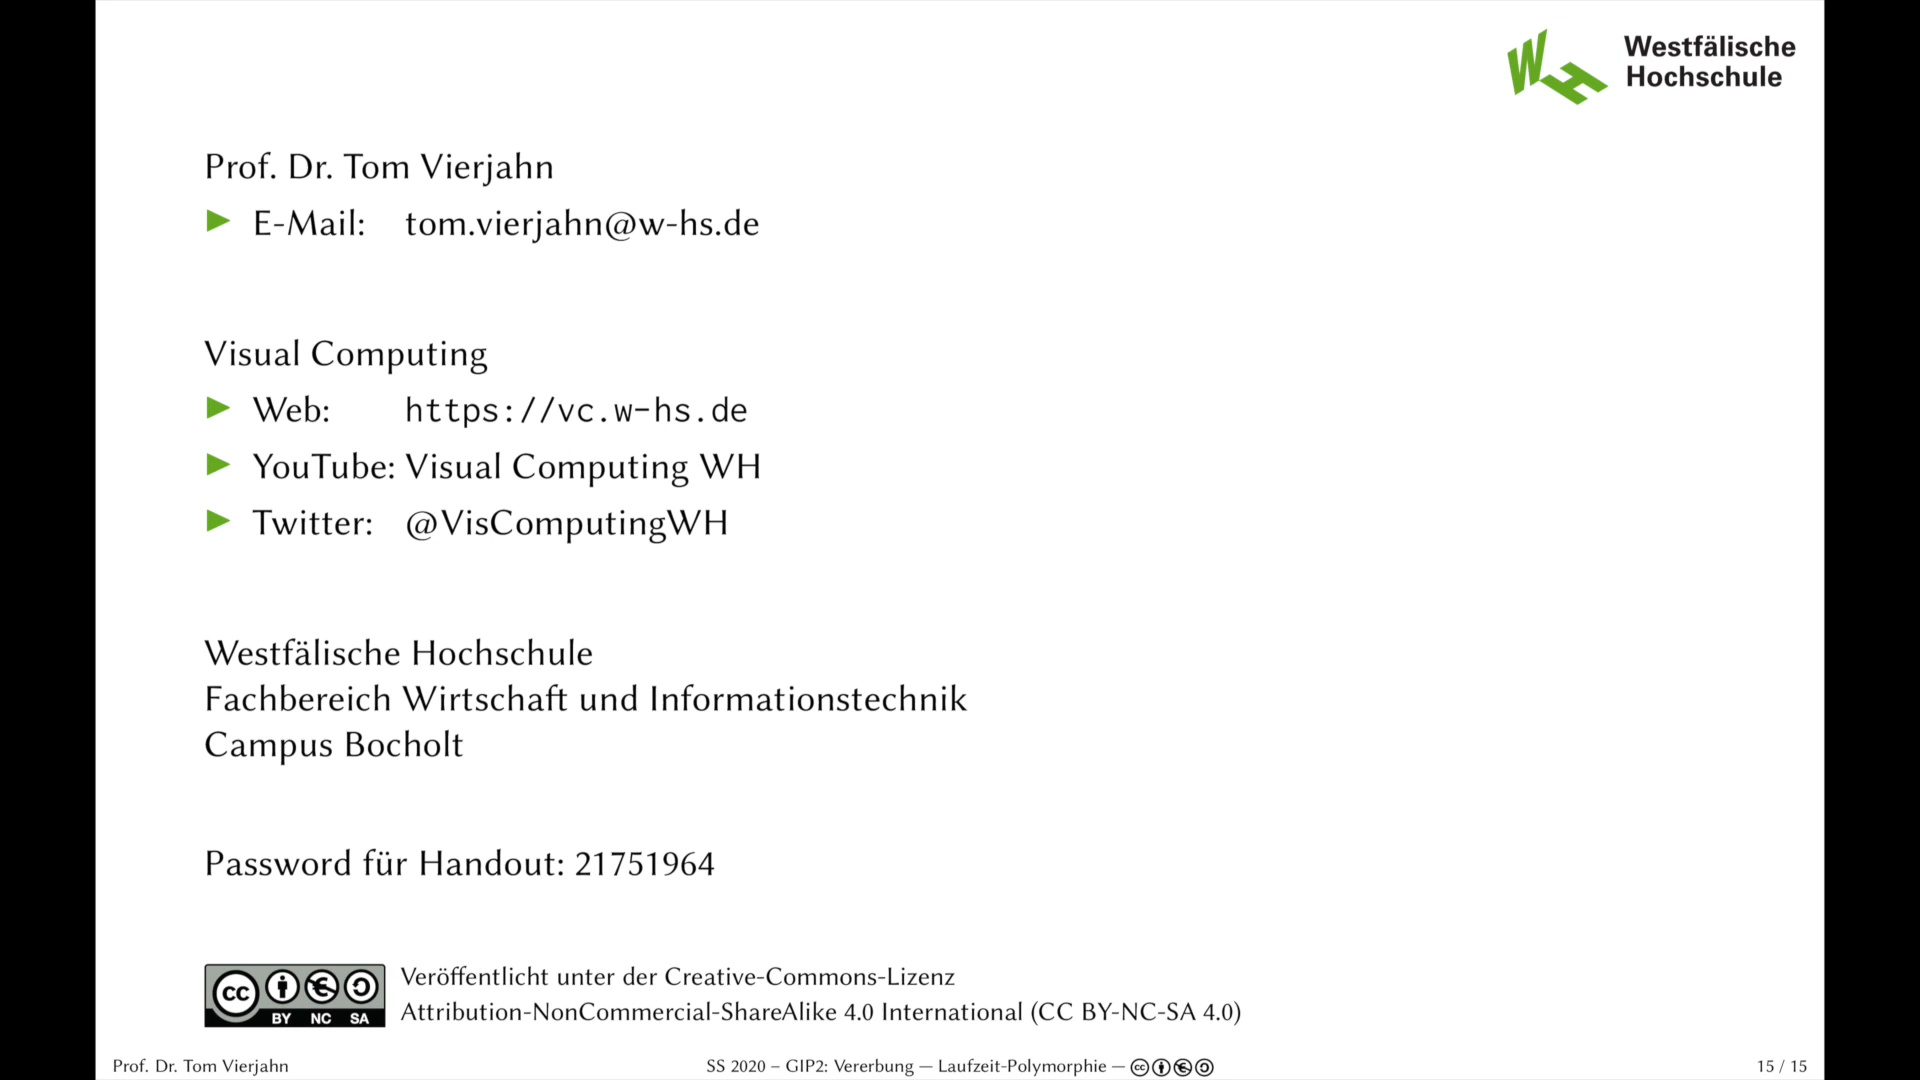 Westfälische
Hochschule
Prof. Dr. Tom Vierjahn
E-Mail: tom.vierjahn@w-hs.de
Visual Computing
Web: https://vc.w-hs.de
YouTube: Visual Computing WH
Twitter: @VisComputingWH
Westfälische Hochschule
Fachbereich Wirtschaft und Informationstechnik
Campus Bocholt
Password für Handout: 21751964
Veröffentlicht unter der Creative-Commons-Lizenz
Attribution-NonCommercial-ShareAlike 4.0 International (CC BY-NC-SA 4.0)
cc BY NC SA
Prof. Dr. Tom Vierjahn SS 2020 – GIP2: Vererbung — Laufzeit-Polymorphie — 15 / 15